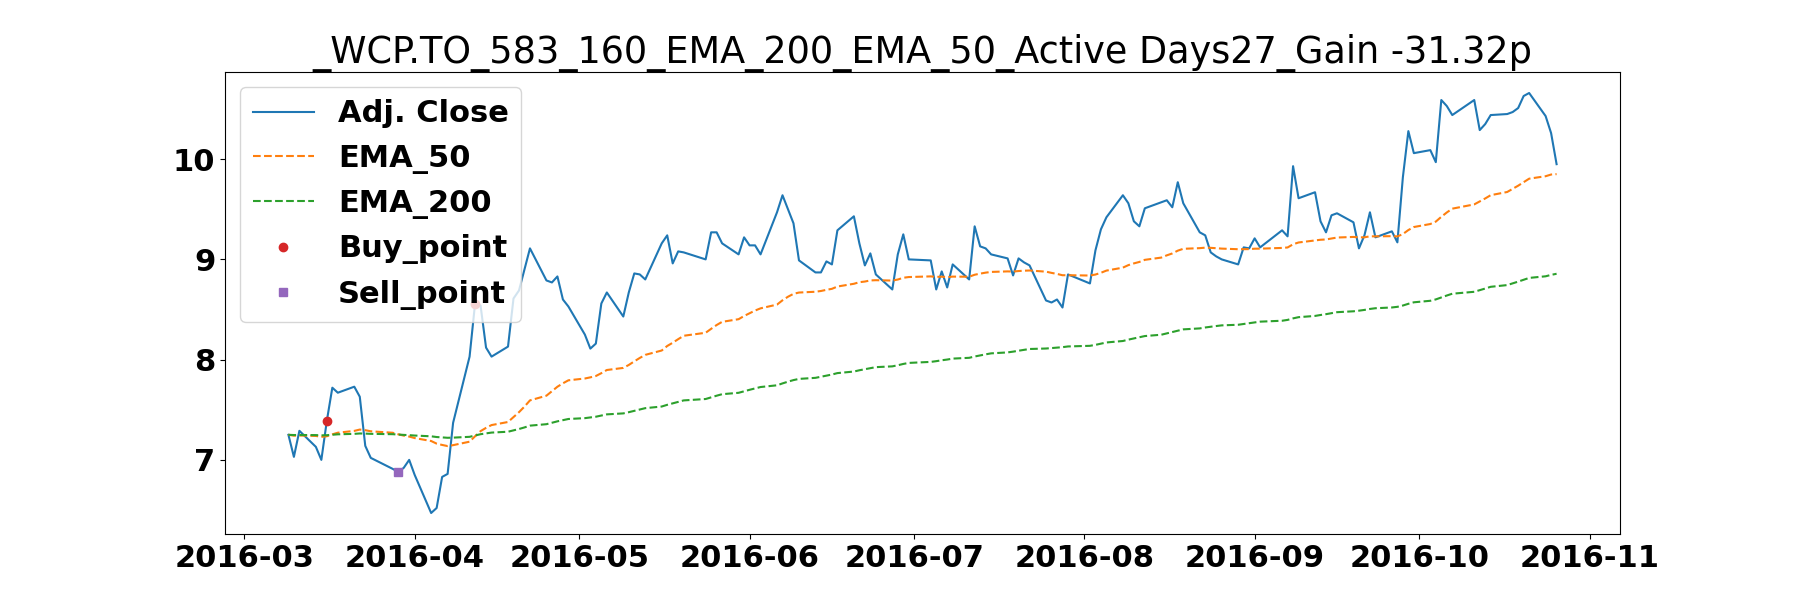 _WCP.TO_583_160_EMA_200_EMA_50_Active Days27_Gain -31.32p
Adj. Close
EMA_50
EMA_200
Buy_point
Sell_point
10
9
8
7
2016-03 2016-04 2016-05 2016-06 2016-07 2016-08 2016-09 2016-10 2016-11